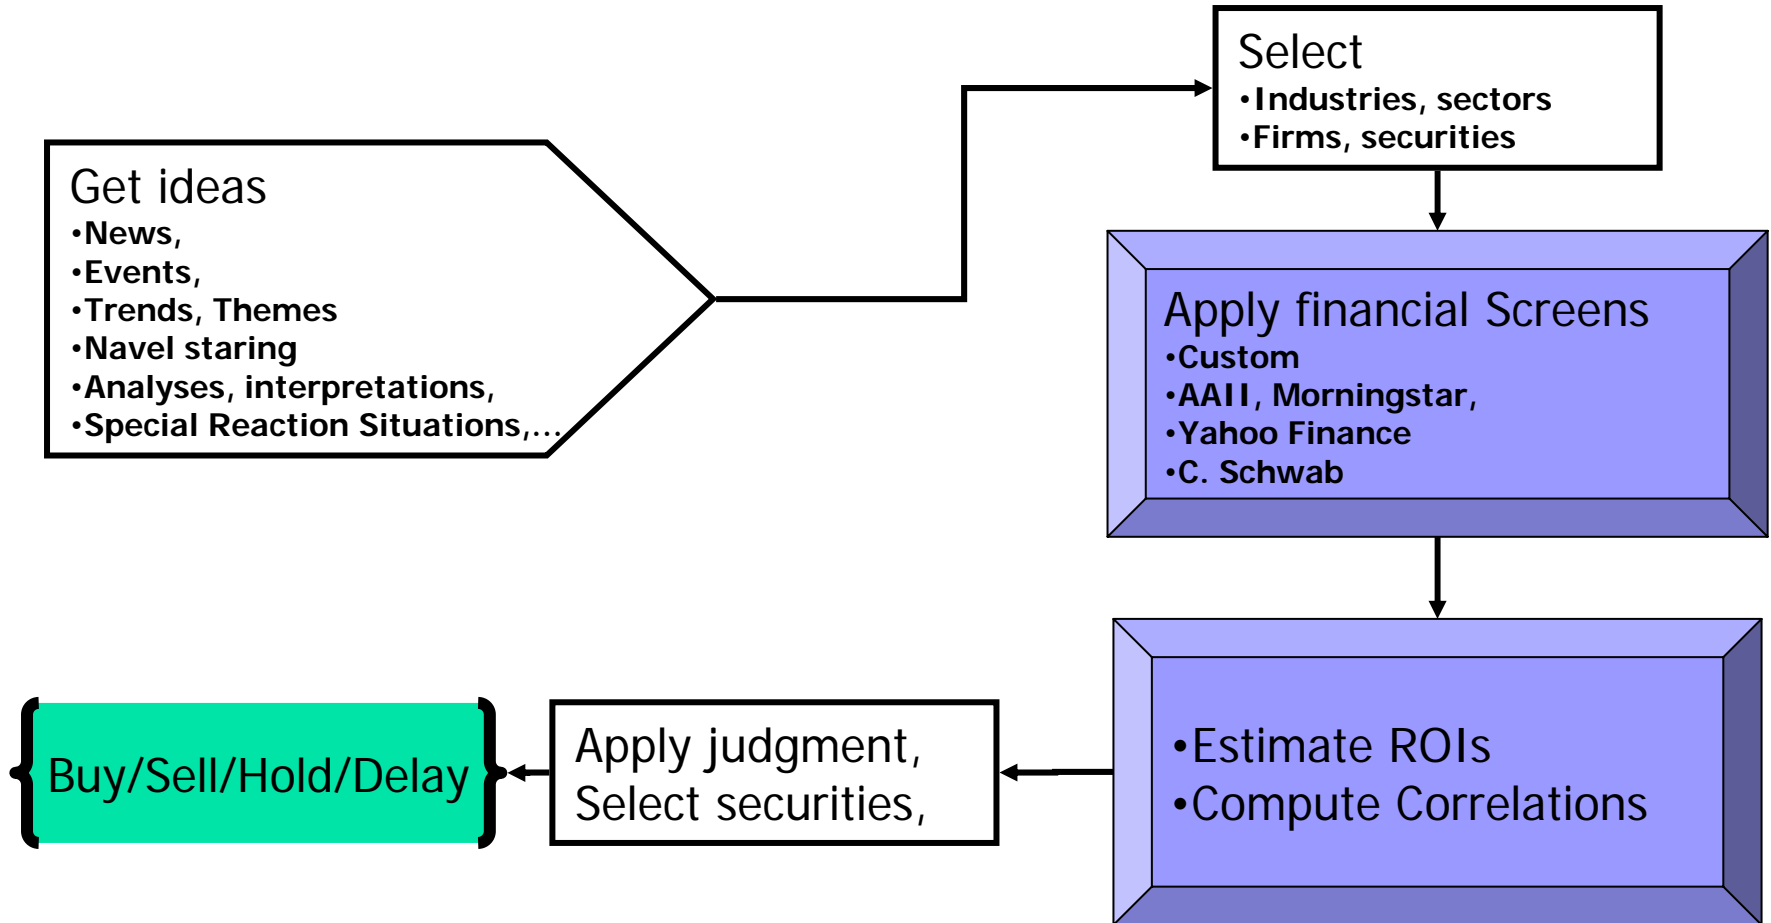 Get ideas
•News,
•Events,
•Trends, Themes
•Navel staring
•Analyses, interpretations,
•Special Reaction Situations,...
Select
•Industries, sectors
•Firms, securities
Apply financial Screens
•Custom
•AAII, Morningstar,
•Yahoo Finance
•C. Schwab
•Estimate ROIs
•Compute Correlations
Apply judgment,
Select securities,
Buy/Sell/Hold/Delay